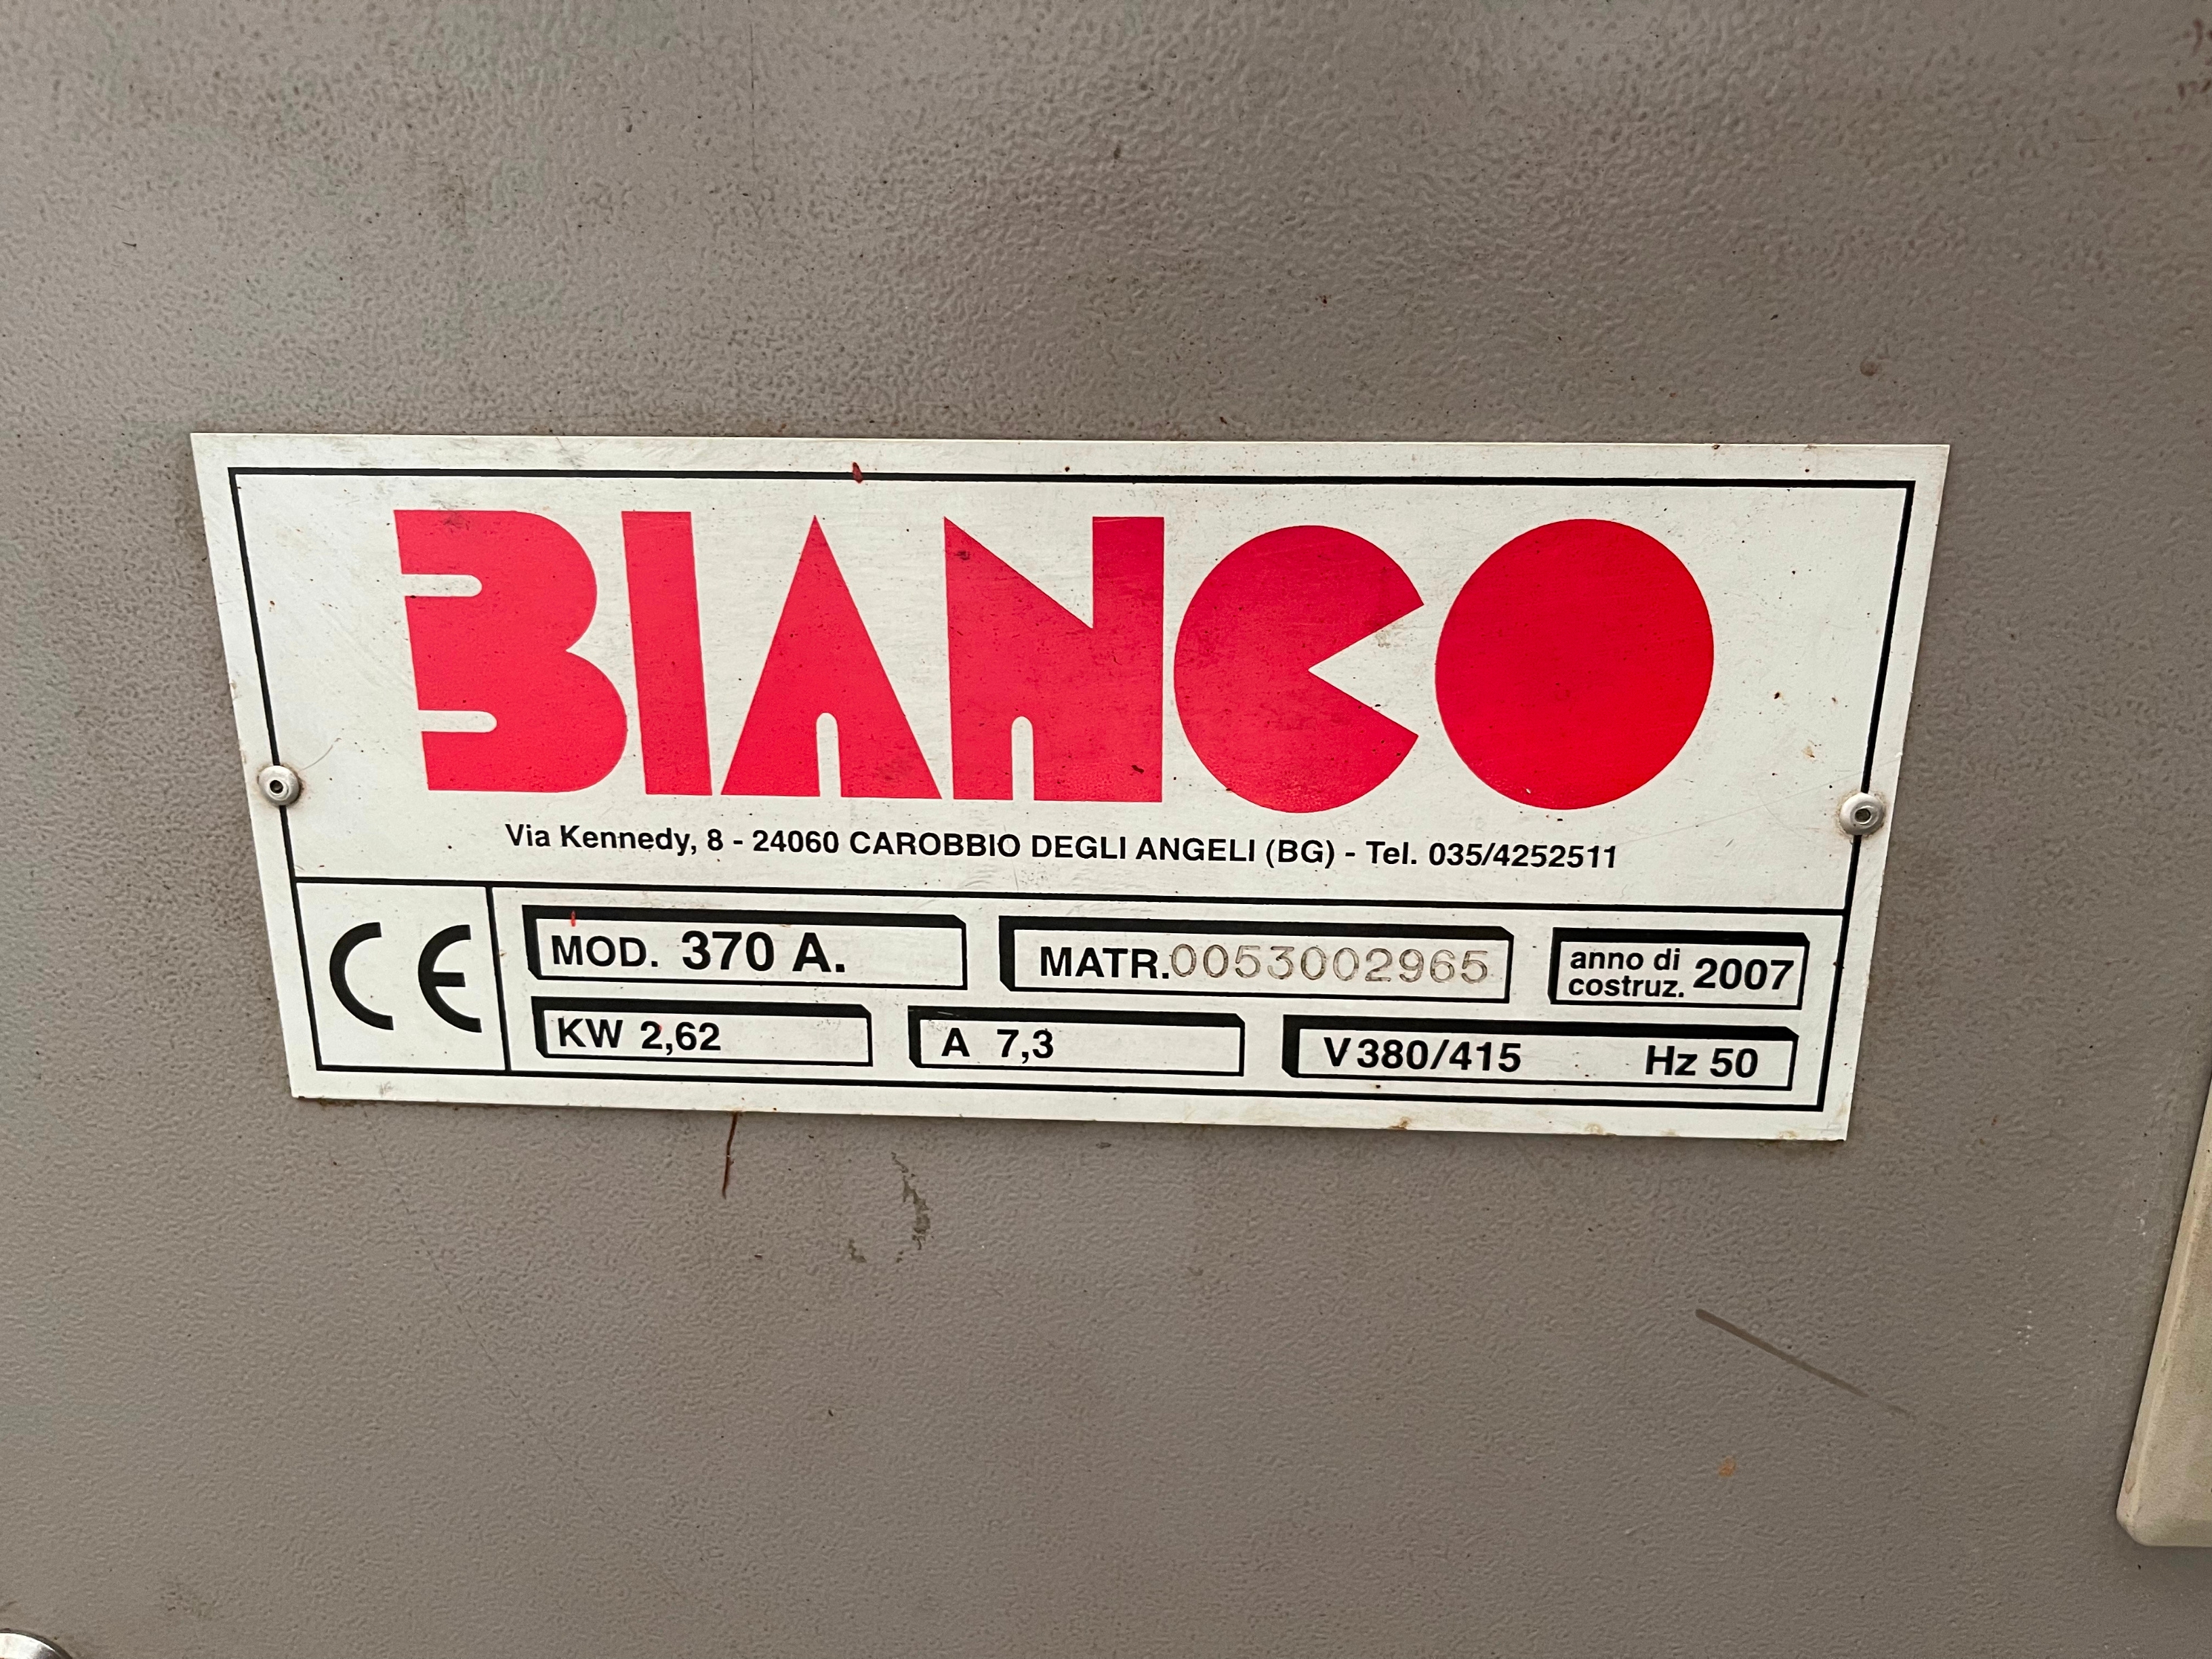 BIANCO
Via Kennedy, 8 - 24060 CAROBBIO DEGLI ANGELI (BG) - Tel. 035/4252511
CE MOD. 370 A. MATR. 0053002965 anno di costruz. 2007
KW 2,62 A 7,3 V 380/415 Hz 50